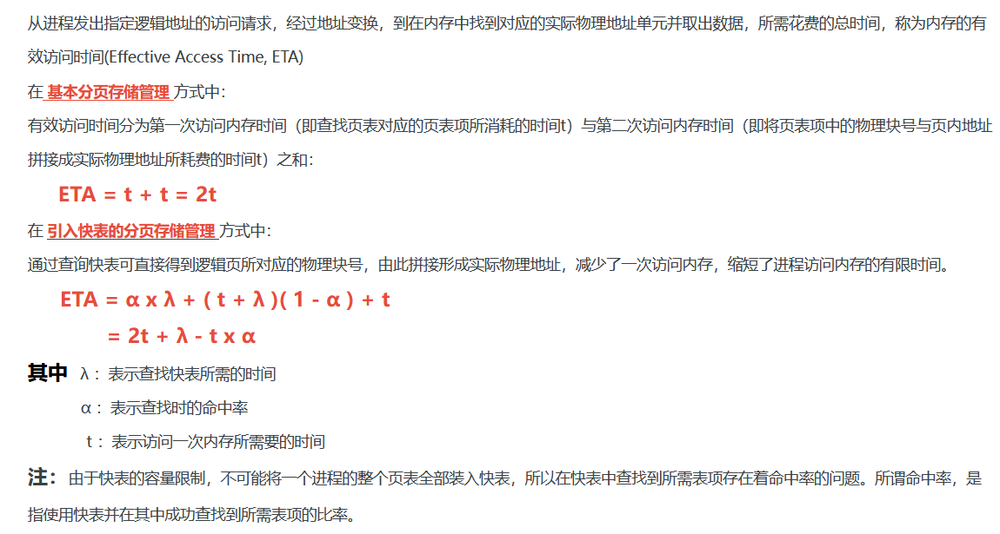 从进程发出指定逻辑地址的访问请求，经过地址变换，到在内存中找到对应的实际物理地址单元并取出数据，所需花费的总时间，称为内存的有
效访问时间(Effective Access Time, ETA)
在 基本分页存储管理 方式中：
有效访问时间分为第一次访问内存时间（即查找页表对应的页表项所消耗的时间t）与第二次访问内存时间（即将页表项中的物理块号与页内地址
拼接成实际物理地址所耗费的时间t）之和：
ETA = t + t = 2t
在 引入快表的分页存储管理 方式中：
通过查询快表可直接得到逻辑页所对应的物理块号，由此拼接形成实际物理地址，减少了一次访问内存，缩短了进程访问内存的有限时间。
ETA = α x λ + ( t + λ )( 1 - α ) + t
= 2t + λ - t x α
其中 λ ： 表示查找快表所需的时间
α ： 表示查找时的命中率
t ： 表示访问一次内存所需要的时间
注： 由于快表的容量限制，不可能将一个进程的整个页表全部装入快表，所以在快表中查找到所需表项存在着命中率的问题。所谓命中率，是
指使用快表并在其中成功查找到所需表项的比率。